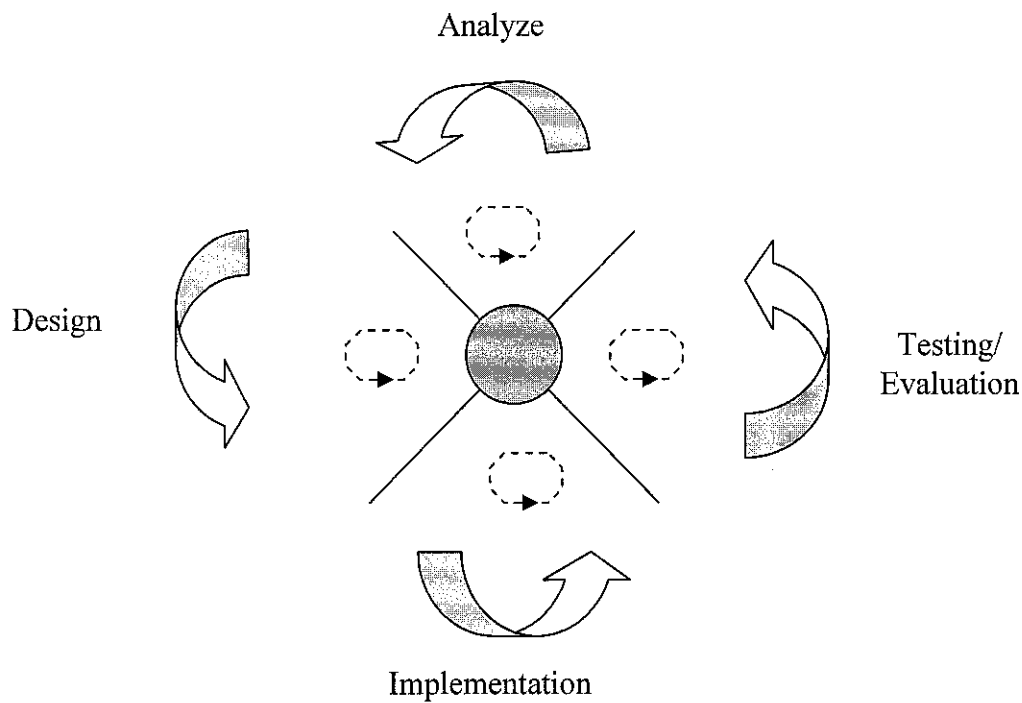 Analyze
Design
Testing/
Evaluation
Implementation